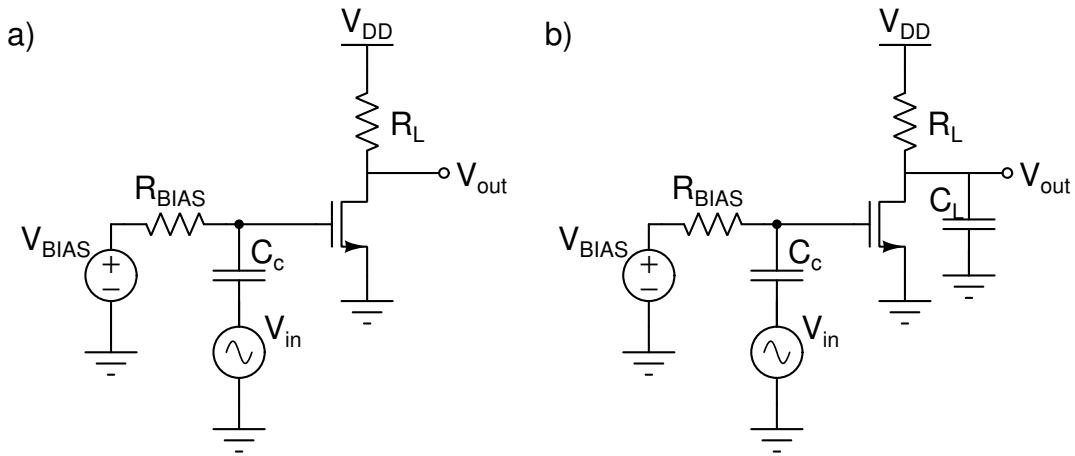 a)
V_DD
R_L
V_out
R_BIAS
V_BIAS
+
−
C_c
V_in
b)
V_DD
R_L
V_out
R_BIAS
C_L
V_BIAS
+
−
C_c
V_in